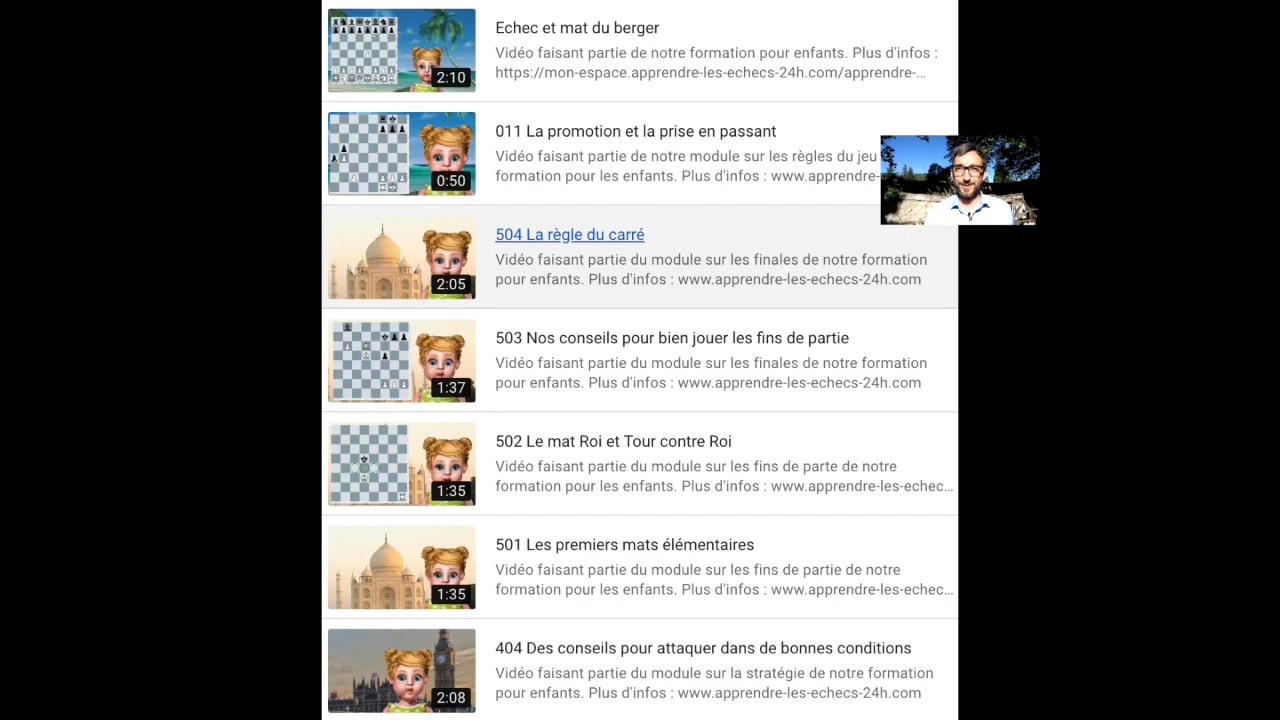 Echec et mat du berger
Vidéo faisant partie de notre formation pour enfants. Plus d'infos :
https://mon-espace.apprendre-les-echecs-24h.com/apprendre-...
2:10
011 La promotion et la prise en passant
Vidéo faisant partie de notre module sur les règles du jeu
formation pour les enfants. Plus d'infos : www.apprendre-
0:50
504 La règle du carré
Vidéo faisant partie du module sur les finales de notre formation
pour enfants. Plus d'infos : www.apprendre-les-echecs-24h.com
2:05
503 Nos conseils pour bien jouer les fins de partie
Vidéo faisant partie du module sur les finales de notre formation
pour enfants. Plus d'infos : www.apprendre-les-echecs-24h.com
1:37
502 Le mat Roi et Tour contre Roi
Vidéo faisant partie du module sur les fins de parte de notre
formation pour les enfants. Plus d'infos : www.apprendre-les-echec...
1:35
501 Les premiers mats élémentaires
Vidéo faisant partie du module sur les fins de partie de notre
formation pour les enfants. Plus d'infos : www.apprendre-les-echec...
1:35
404 Des conseils pour attaquer dans de bonnes conditions
Vidéo faisant partie du module sur la stratégie de notre formation
pour enfants. Plus d'infos : www.apprendre-les-echecs-24h.com
2:08